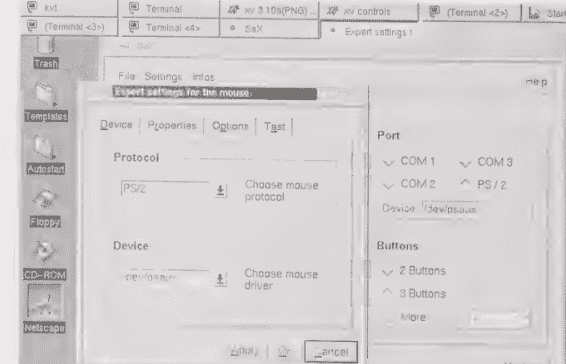 kvt
Terminal
xv 3 10a(PNG) ...
xv controls
(Terminal <2>)
Start
(Terminal <3>)
Terminal <4>
SaX
Expert settings f
SaX
Trash
File Settings Infos
Help
Expert settings for the mouse
Templates
Device
Properties
Options
Test
Port
Protocol
COM 1
COM 3
Autostart
PS/2
Choose mouse
protocol
COM 2
PS / 2
Device
Floppy
Device
Buttons
CD-ROM
Choose mouse
driver
2 Buttons
3 Buttons
More
Netscape
Apply
Cancel